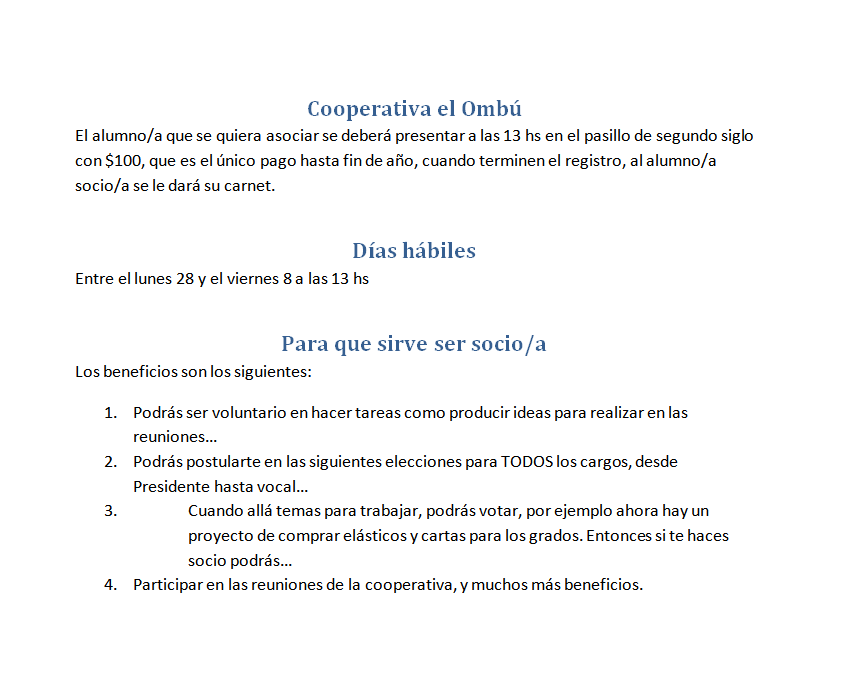 Cooperativa el Ombú
El alumno/a que se quiera asociar se deberá presentar a las 13 hs en el pasillo de segundo siglo
con $100, que es el único pago hasta fin de año, cuando terminen el registro, al alumno/a
socio/a se le dará su carnet.
Días hábiles
Entre el lunes 28 y el viernes 8 a las 13 hs
Para que sirve ser socio/a
Los beneficios son los siguientes:
1. Podrás ser voluntario en hacer tareas como producir ideas para realizar en las
reuniones...
2. Podrás postularte en las siguientes elecciones para TODOS los cargos, desde
Presidente hasta vocal...
3. Cuando allá temas para trabajar, podrás votar, por ejemplo ahora hay un
proyecto de comprar elásticos y cartas para los grados. Entonces si te haces
socio podrás...
4. Participar en las reuniones de la cooperativa, y muchos más beneficios.